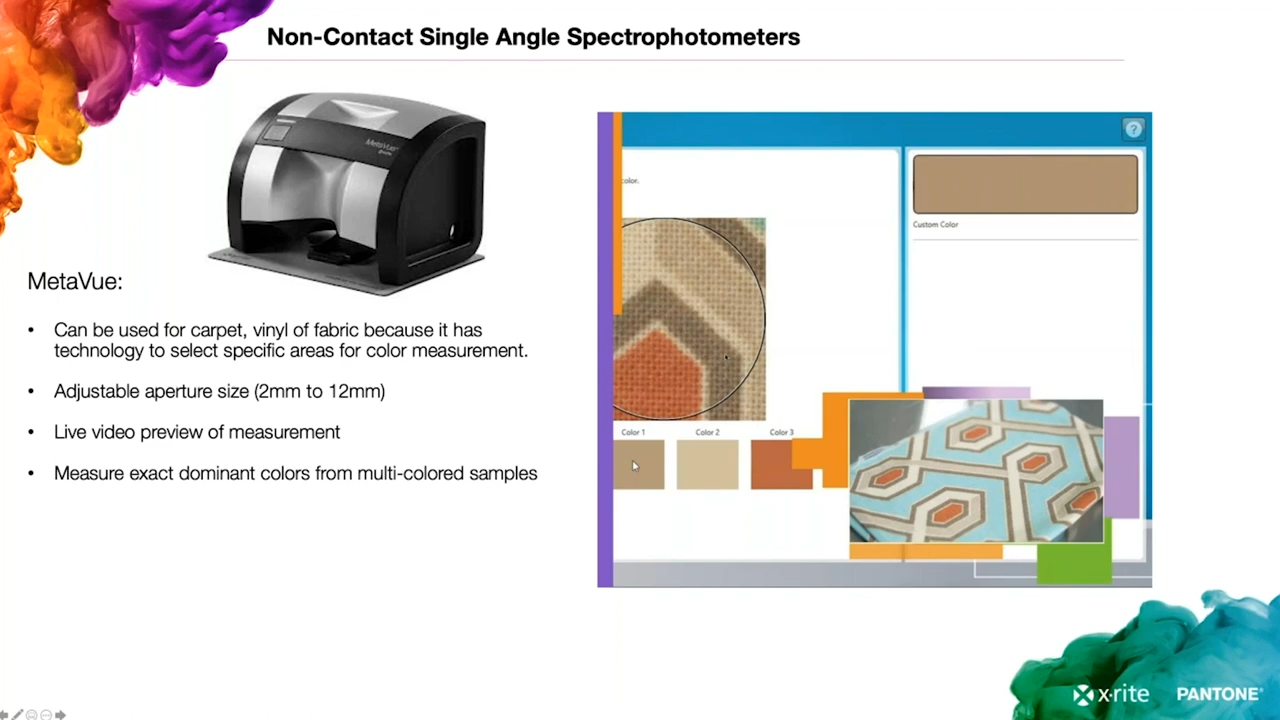 Non-Contact Single Angle Spectrophotometers
MetaVue
MetaVue:
• Can be used for carpet, vinyl of fabric because it has
technology to select specific areas for color measurement.
• Adjustable aperture size (2mm to 12mm)
• Live video preview of measurement
• Measure exact dominant colors from multi-colored samples
?
color.
Custom Color
Color 1 Color 2 Color 3
x·rite PANTONE®